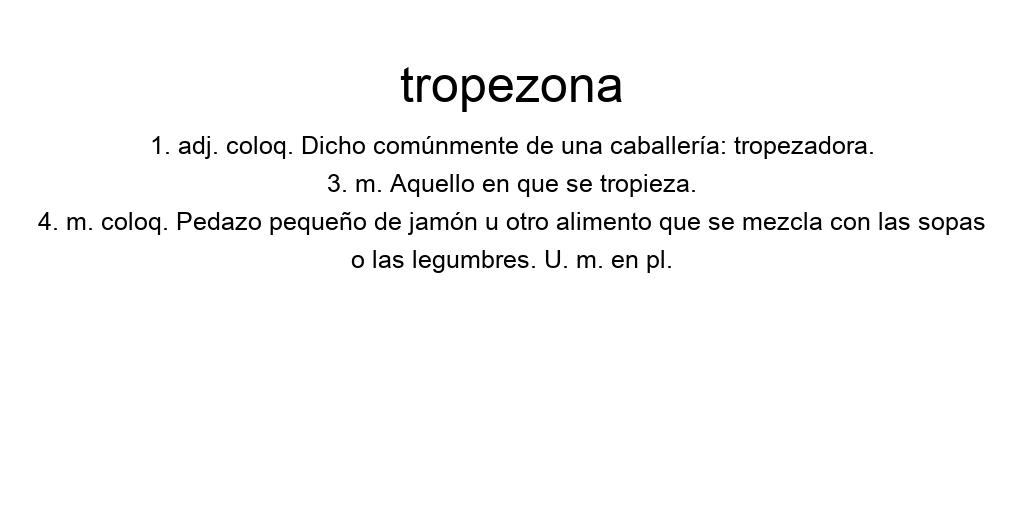 tropezona
1. adj. coloq. Dicho comúnmente de una caballería: tropezadora.
3. m. Aquello en que se tropieza.
4. m. coloq. Pedazo pequeño de jamón u otro alimento que se mezcla con las sopas
o las legumbres. U. m. en pl.